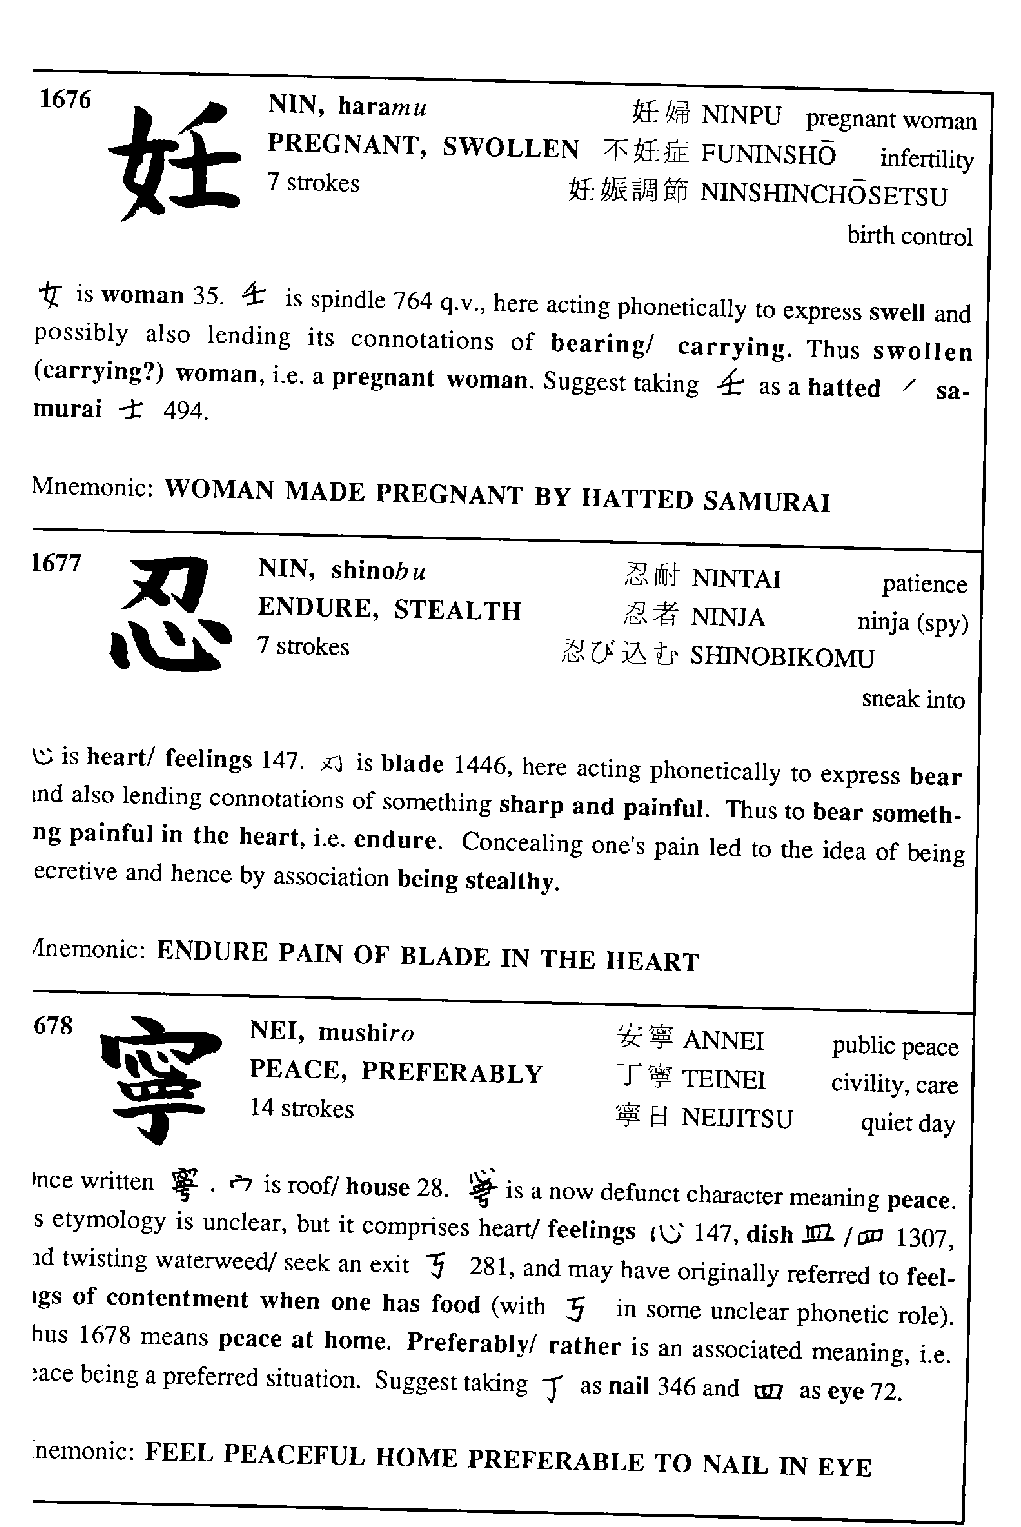 1676 妊 NIN, haramu 妊婦 NINPU pregnant woman
PREGNANT, SWOLLEN 不妊症 FUNINSHŌ infertility
7 strokes 妊娠調節 NINSHINCHŌSETSU
birth control
女 is woman 35. 壬 is spindle 764 q.v., here acting phonetically to express swell and
possibly also lending its connotations of bearing/ carrying. Thus swollen
(carrying?) woman, i.e. a pregnant woman. Suggest taking 壬 as a hatted ノ sa-
murai 士 494.
Mnemonic: WOMAN MADE PREGNANT BY HATTED SAMURAI
1677 忍 NIN, shinobu 忍耐 NINTAI patience
ENDURE, STEALTH 忍者 NINJA ninja (spy)
7 strokes 忍び込む SHINOBIKOMU
sneak into
心 is heart/ feelings 147. 刃 is blade 1446, here acting phonetically to express bear
and also lending connotations of something sharp and painful. Thus to bear someth-
ng painful in the heart, i.e. endure. Concealing one's pain led to the idea of being
ecretive and hence by association being stealthy.
Mnemonic: ENDURE PAIN OF BLADE IN THE HEART
678 寧 NEI, mushiro 安寧 ANNEI public peace
PEACE, PREFERABLY 丁寧 TEINEI civility, care
14 strokes 寧日 NEIJITSU quiet day
nce written 寧. 宀 is roof/ house 28. is a now defunct character meaning peace.
s etymology is unclear, but it comprises heart/ feelings 心 147, dish 皿 / 罒 1307,
nd twisting waterweed/ seek an exit 丂 281, and may have originally referred to feel-
ngs of contentment when one has food (with 丂 in some unclear phonetic role).
hus 1678 means peace at home. Preferably/ rather is an associated meaning, i.e.
eace being a preferred situation. Suggest taking 丁 as nail 346 and 罒 as eye 72.
nemonic: FEEL PEACEFUL HOME PREFERABLE TO NAIL IN EYE